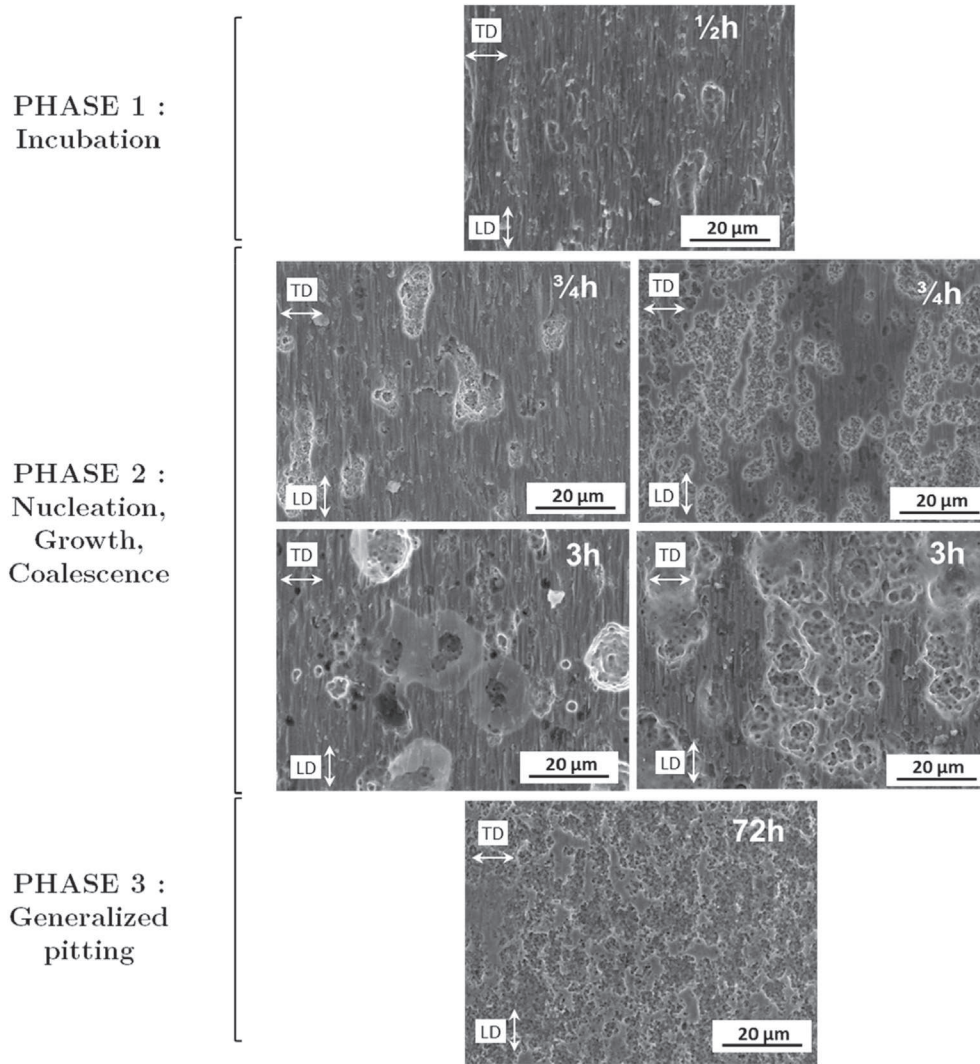 PHASE 1 :
Incubation
TD
½h
LD
20 µm
PHASE 2 :
Nucleation,
Growth,
Coalescence
TD
¾h
LD
20 µm
TD
¾h
LD
20 µm
TD
3h
LD
20 µm
TD
3h
LD
20 µm
PHASE 3 :
Generalized
pitting
TD
72h
LD
20 µm